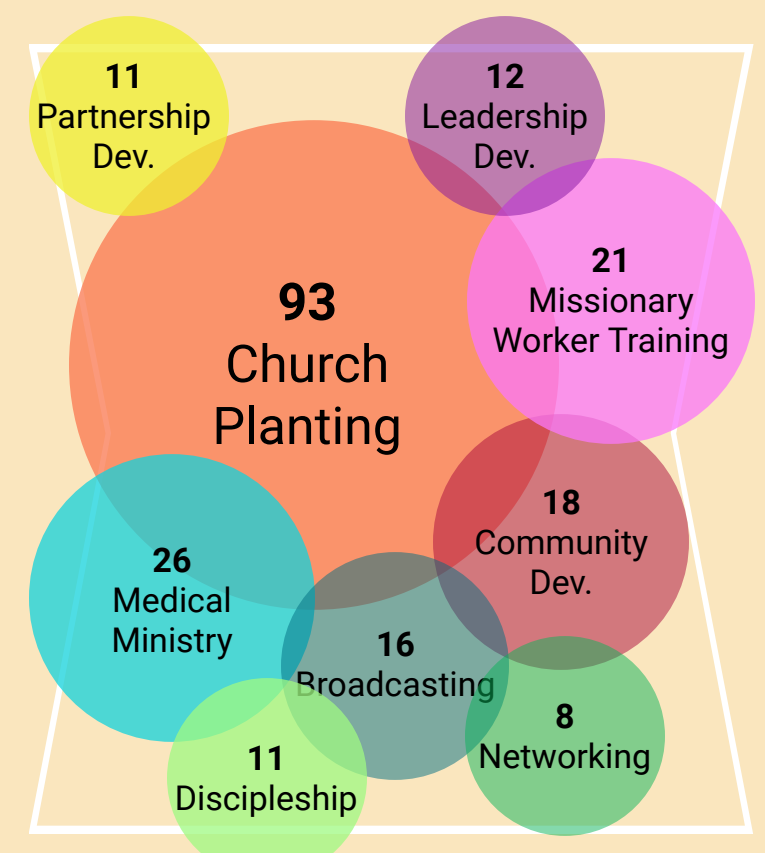 11
Partnership
Dev.
12
Leadership
Dev.
21
Missionary
Worker Training
93
Church
Planting
18
Community
Dev.
26
Medical
Ministry
16
Broadcasting
8
Networking
11
Discipleship